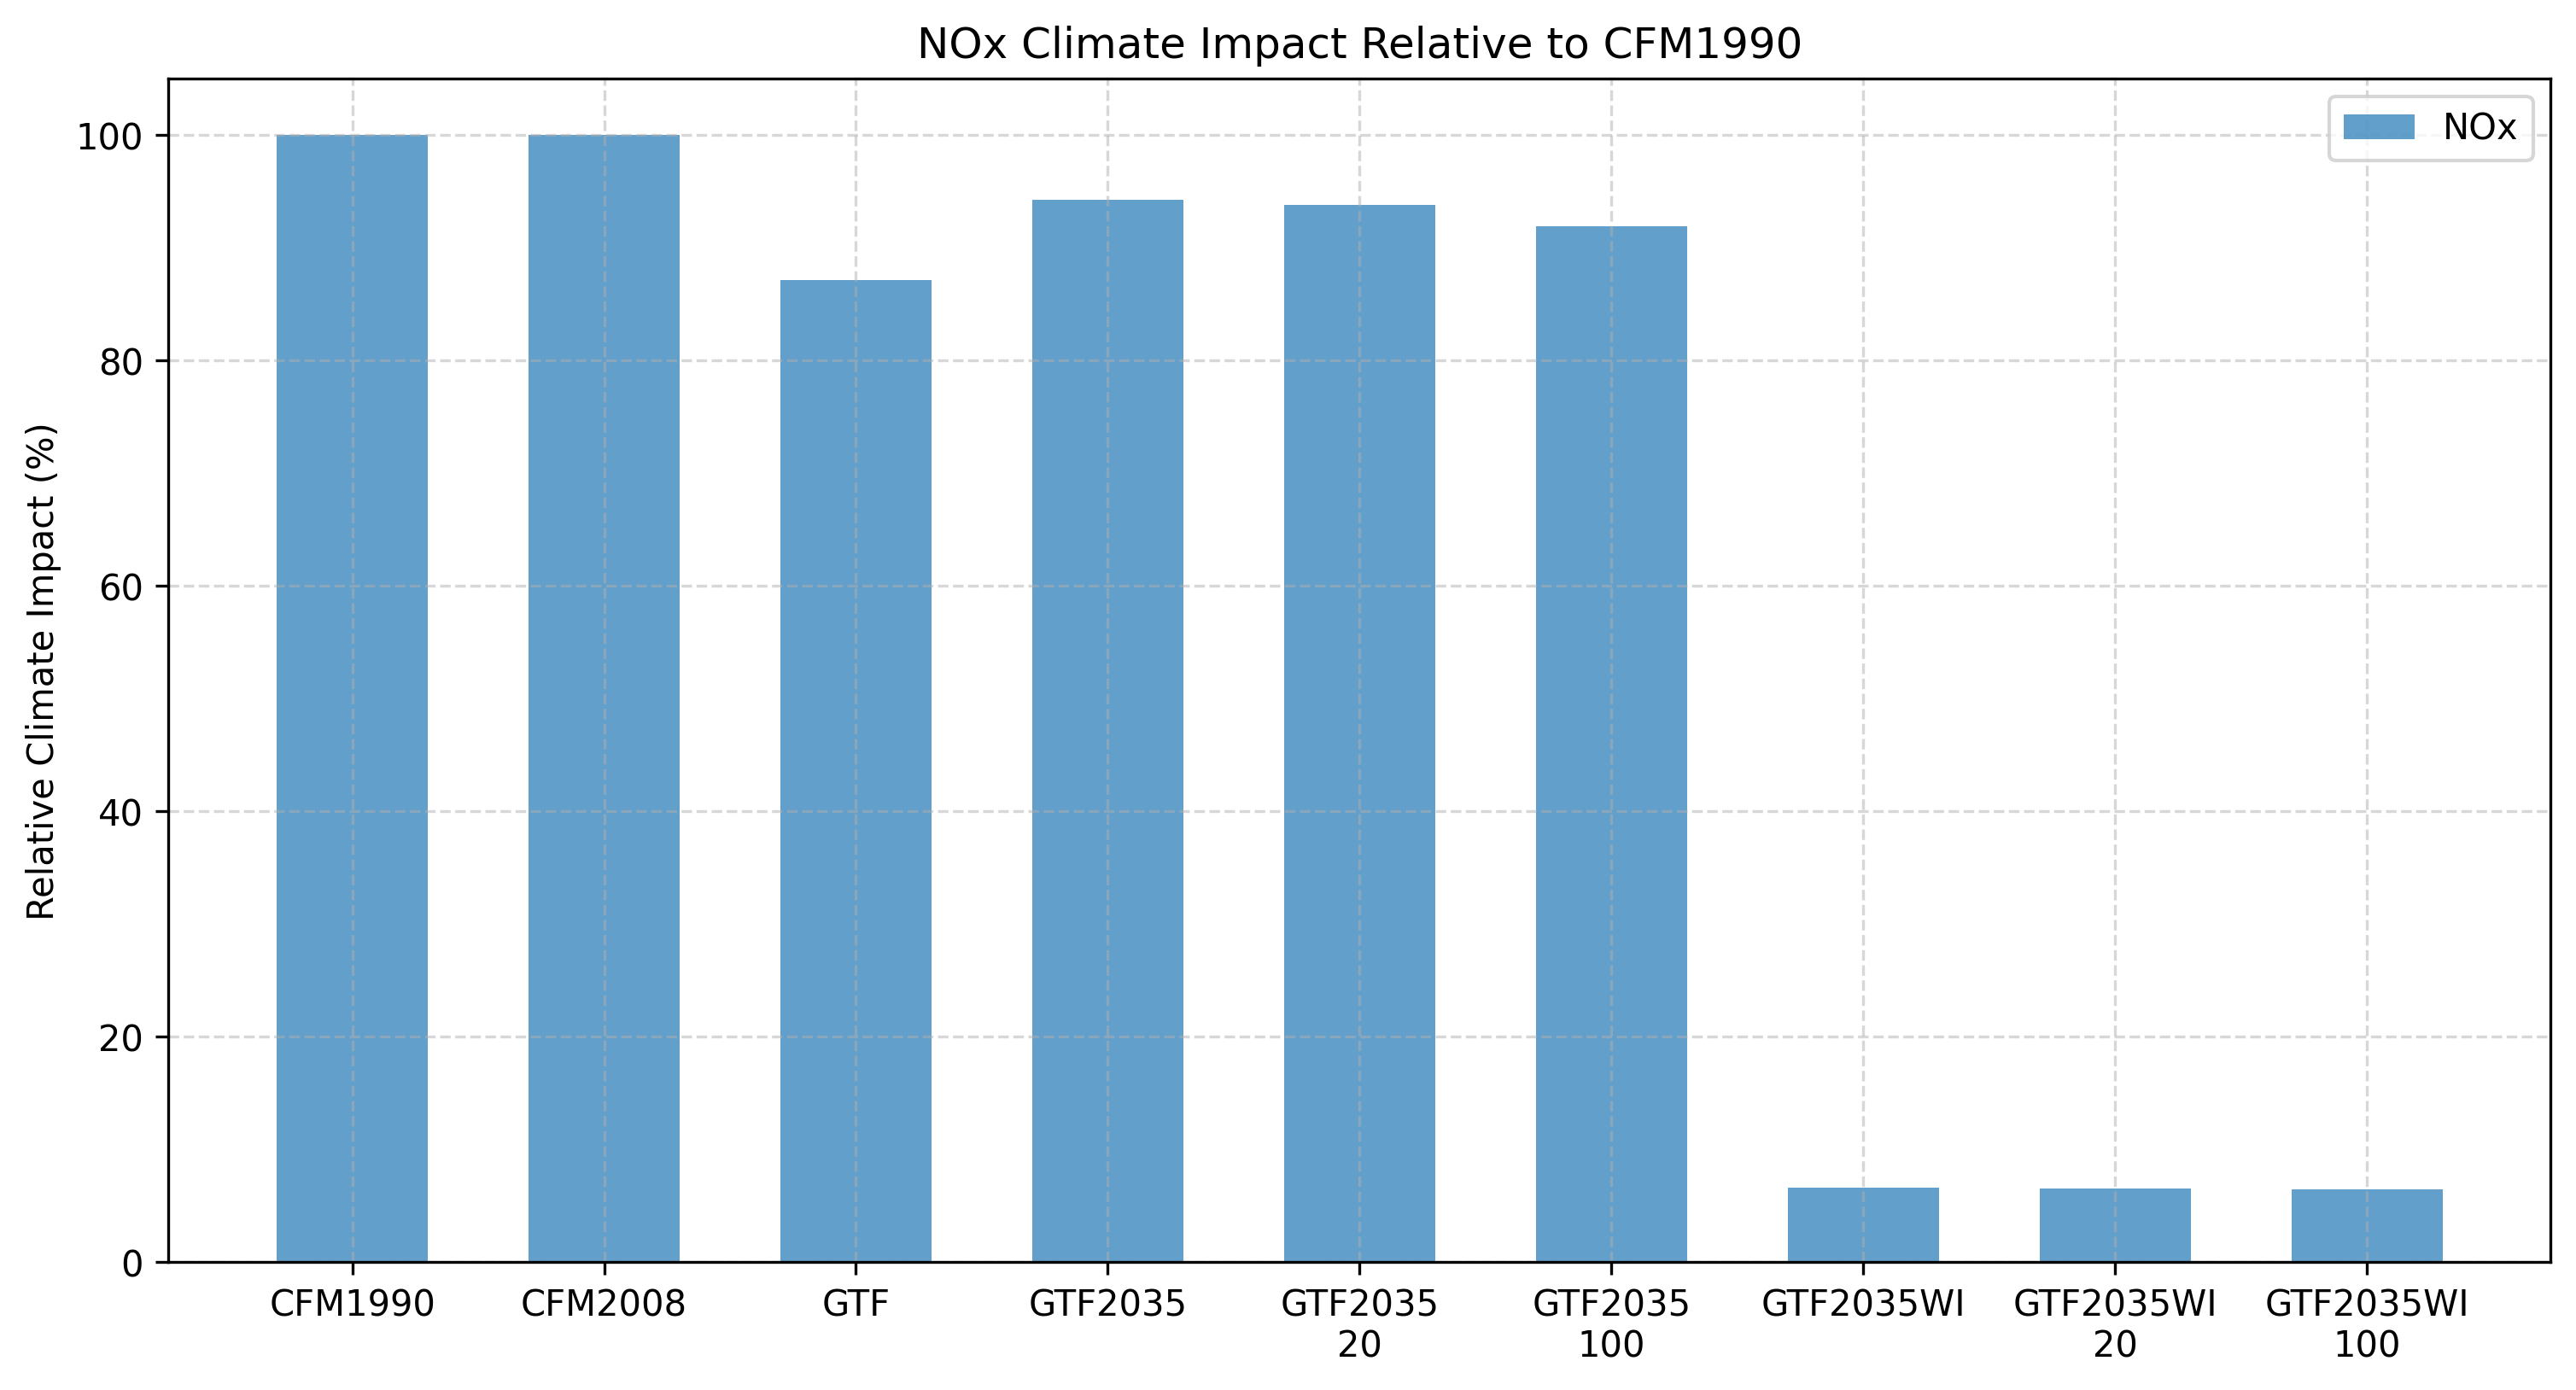 NOx Climate Impact Relative to CFM1990
NOx
Relative Climate Impact (%)
100
80
60
40
20
0
CFM1990
CFM2008
GTF
GTF2035
GTF2035
20
GTF2035
100
GTF2035WI
GTF2035WI
20
GTF2035WI
100